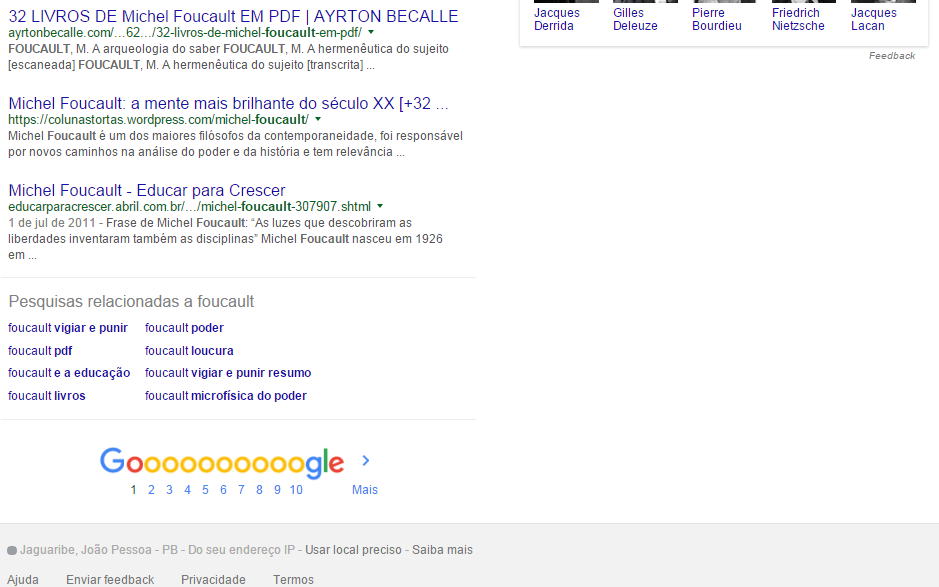 32 LIVROS DE Michel Foucault EM PDF | AYRTON BECALLE
ayrtonbecalle.com/...62.../32-livros-de-michel-foucault-em-pdf/
FOUCAULT, M. A arqueologia do saber FOUCAULT, M. A hermenêutica do sujeito
[escaneada] FOUCAULT, M. A hermenêutica do sujeito [transcrita] ...
Michel Foucault: a mente mais brilhante do século XX [+32 ...
https://colunastortas.wordpress.com/michel-foucault/
Michel Foucault é um dos maiores filósofos da contemporaneidade, foi responsável
por novos caminhos na análise do poder e da história e tem relevância ...
Michel Foucault - Educar para Crescer
educarparacrescer.abril.com.br/.../michel-foucault-307907.shtml
1 de jul de 2011 - Frase de Michel Foucault: “As luzes que descobriram as
liberdades inventaram também as disciplinas” Michel Foucault nasceu em 1926
em ...
Pesquisas relacionadas a foucault
foucault vigiar e punir foucault poder
foucault pdf foucault loucura
foucault e a educação foucault vigiar e punir resumo
foucault livros foucault microfísica do poder
Goooooooooogle
1 2 3 4 5 6 7 8 9 10 Mais
Jacques Gilles Pierre Friedrich Jacques
Derrida Deleuze Bourdieu Nietzsche Lacan
Feedback
Jaguaribe, João Pessoa - PB - Do seu endereço IP - Usar local preciso - Saiba mais
Ajuda Enviar feedback Privacidade Termos